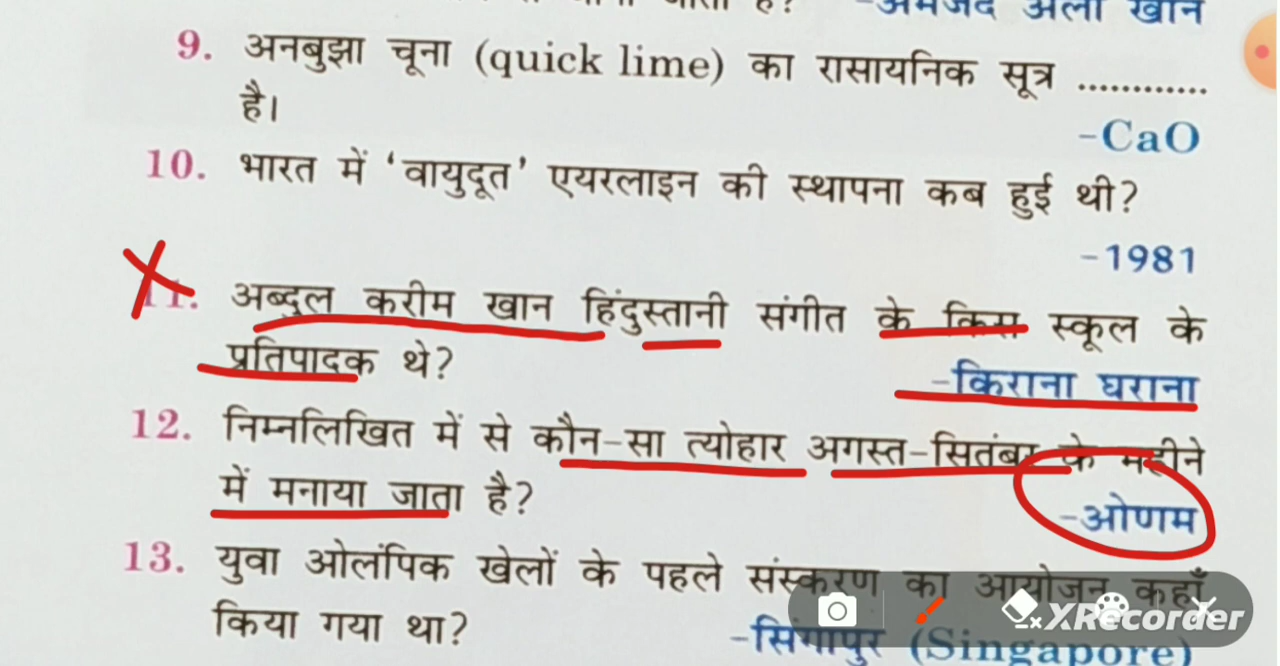 -अमजद अली खान
9. अनबुझा चूना (quick lime) का रासायनिक सूत्र ............
है।
-CaO
10. भारत में ‘वायुदूत’ एयरलाइन की स्थापना कब हुई थी?
-1981
11. अब्दुल करीम खान हिंदुस्तानी संगीत के किस स्कूल के
प्रतिपादक थे?
-किराना घराना
12. निम्नलिखित में से कौन-सा त्योहार अगस्त-सितंबर के महीने
में मनाया जाता है?
-ओणम
13. युवा ओलंपिक खेलों के पहले संस्करण का आयोजन कहाँ
किया गया था?
-सिंगापुर (Singapore)
XRecorder